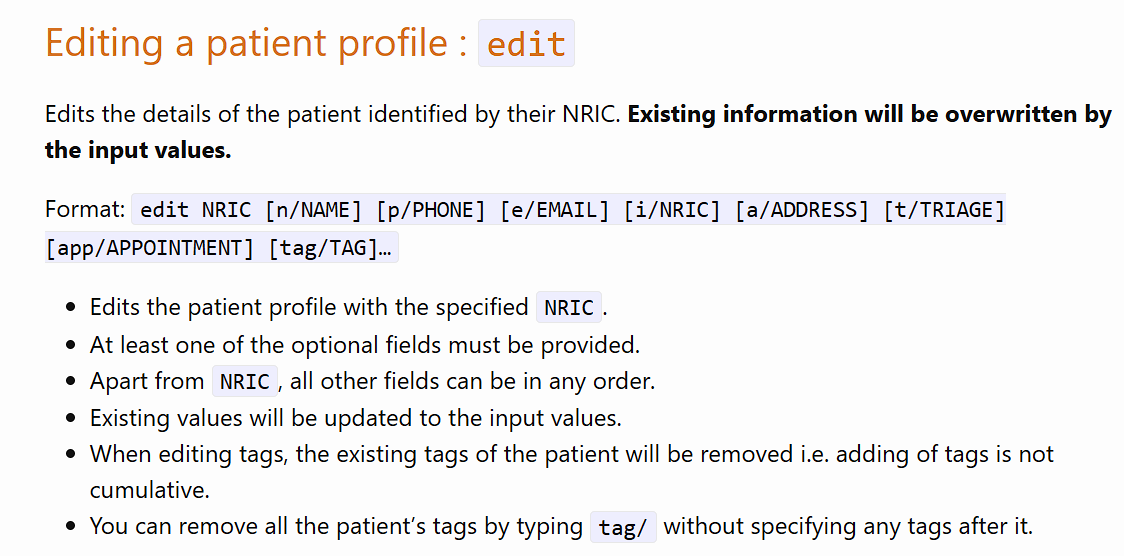 Editing a patient profile : edit
Edits the details of the patient identified by their NRIC. Existing information will be overwritten by
the input values.
Format: edit NRIC [n/NAME] [p/PHONE] [e/EMAIL] [i/NRIC] [a/ADDRESS] [t/TRIAGE]
[app/APPOINTMENT] [tag/TAG]…
• Edits the patient profile with the specified NRIC.
• At least one of the optional fields must be provided.
• Apart from NRIC, all other fields can be in any order.
• Existing values will be updated to the input values.
• When editing tags, the existing tags of the patient will be removed i.e. adding of tags is not
cumulative.
• You can remove all the patient’s tags by typing tag/ without specifying any tags after it.